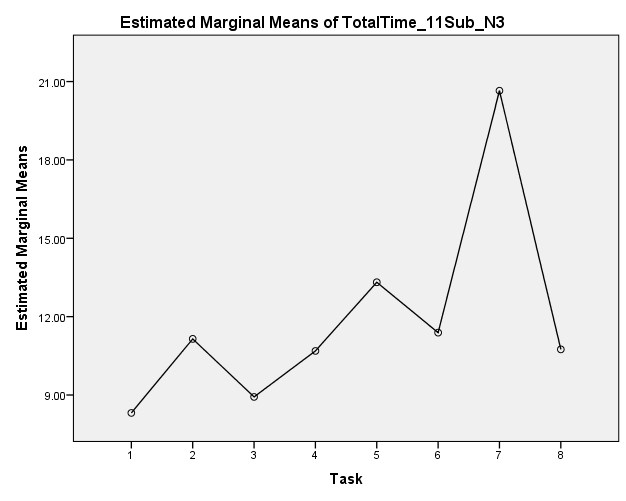 Estimated Marginal Means of TotalTime_11Sub_N3
Estimated Marginal Means
21.00
18.00
15.00
12.00
9.00
1 2 3 4 5 6 7 8
Task